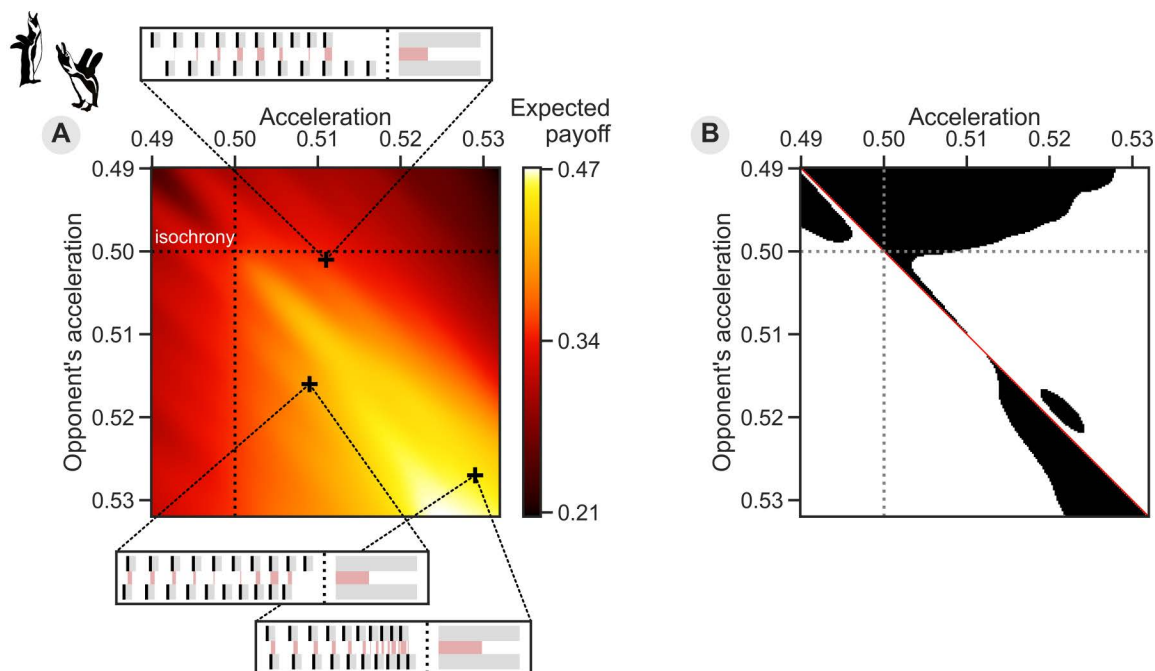 A
Acceleration
Expected
payoff
0.49 0.50 0.51 0.52 0.53
Opponent's acceleration
0.49
0.50
0.51
0.52
0.53
isochrony
0.47
0.34
0.21
B
Acceleration
0.49 0.50 0.51 0.52 0.53
Opponent's acceleration
0.49
0.50
0.51
0.52
0.53